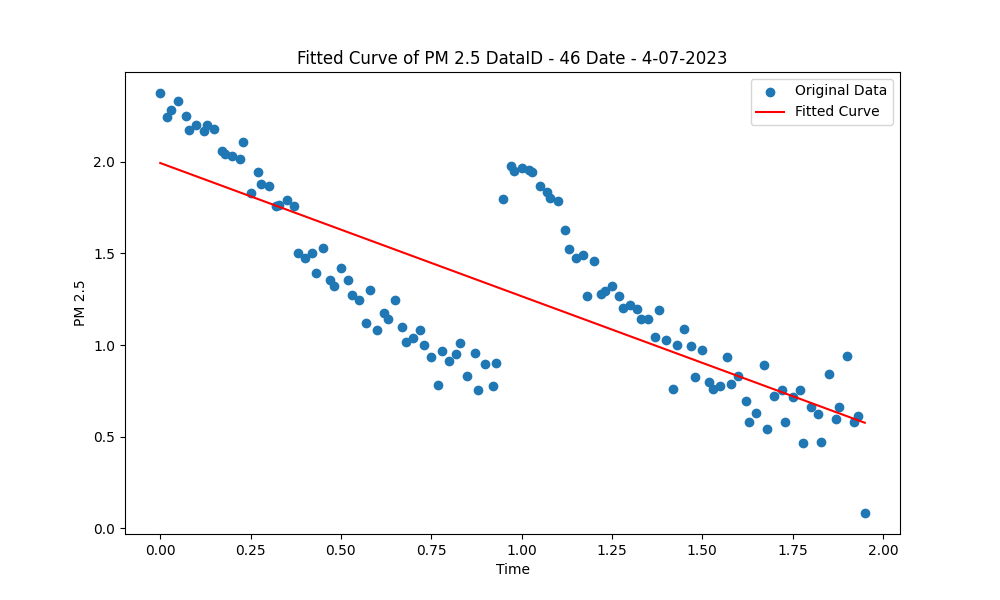 Fitted Curve of PM 2.5 DataID - 46 Date - 4-07-2023
Original Data
Fitted Curve
PM 2.5
2.0
1.5
1.0
0.5
0.0
0.00 0.25 0.50 0.75 1.00 1.25 1.50 1.75 2.00
Time